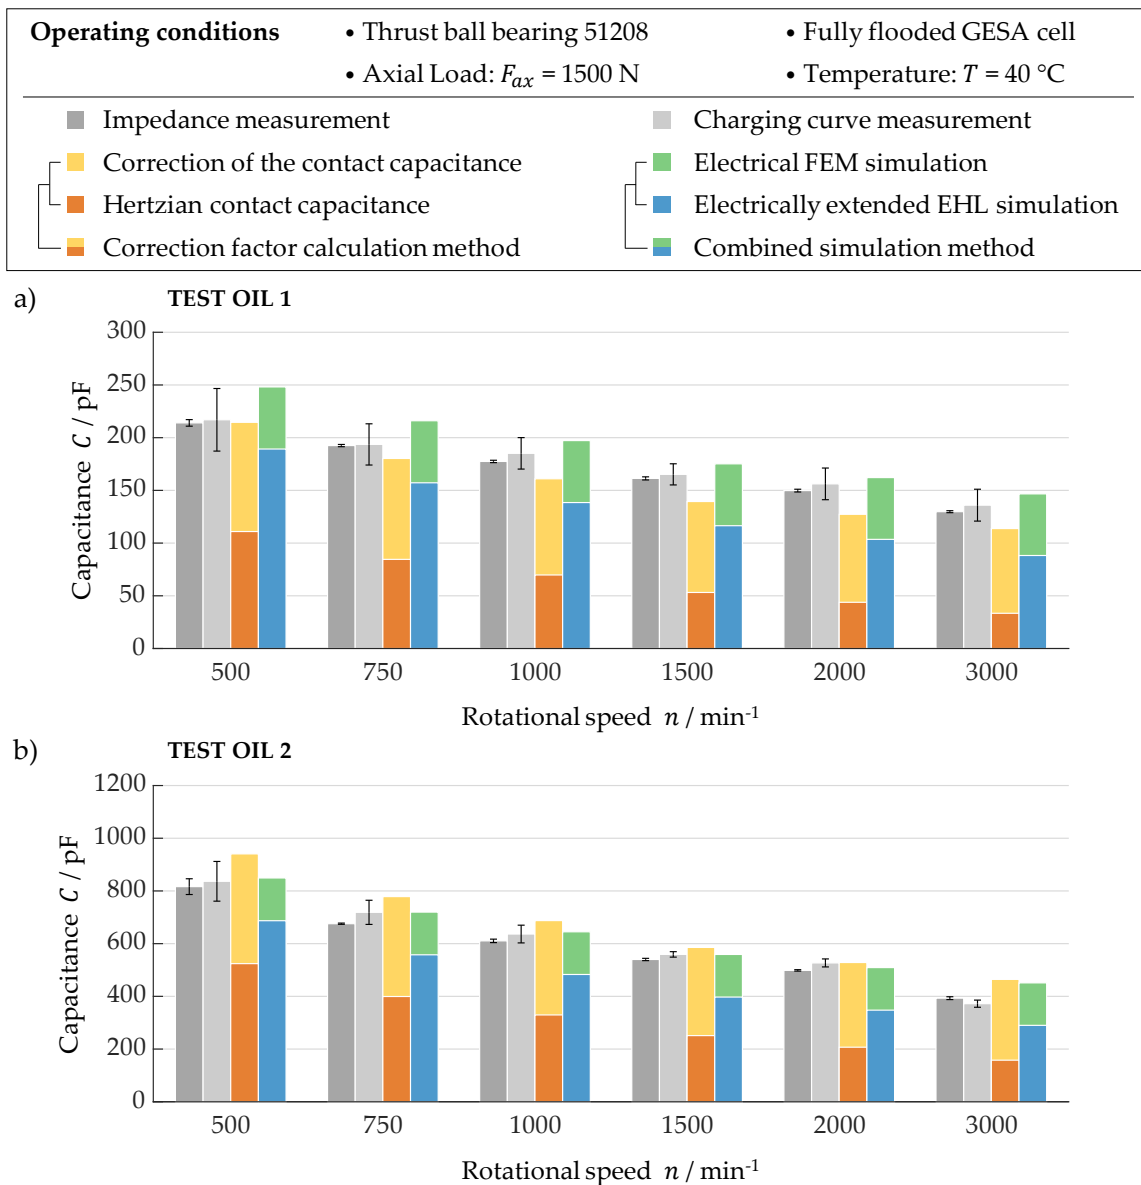 Operating conditions
• Thrust ball bearing 51208
• Fully flooded GESA cell
• Axial Load: F_ax = 1500 N
• Temperature: T = 40 °C
Impedance measurement
Charging curve measurement
Correction of the contact capacitance
Electrical FEM simulation
Hertzian contact capacitance
Electrically extended EHL simulation
Correction factor calculation method
Combined simulation method
a)
TEST OIL 1
Capacitance C / pF
300
250
200
150
100
50
0
500 750 1000 1500 2000 3000
Rotational speed n / min⁻¹
b)
TEST OIL 2
Capacitance C / pF
1200
1000
800
600
400
200
0
500 750 1000 1500 2000 3000
Rotational speed n / min⁻¹